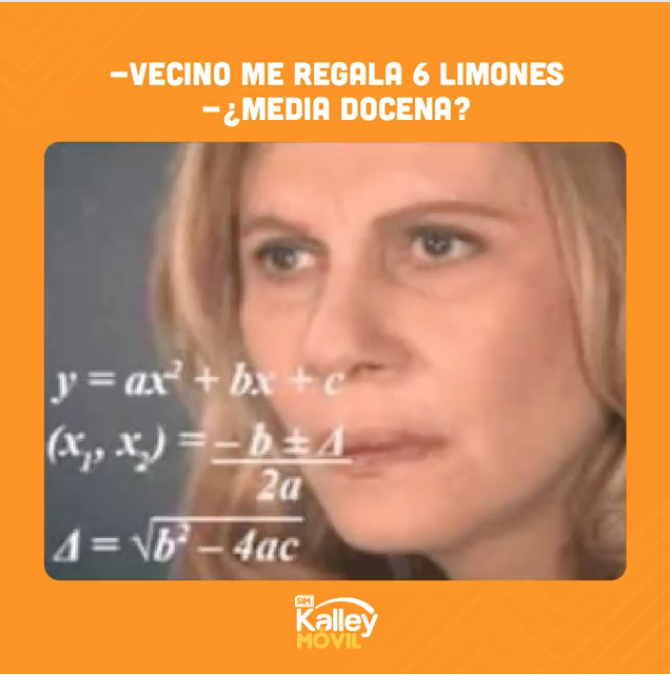 –VECINO ME REGALA 6 LIMONES
–¿MEDIA DOCENA?
y = ax² + bx + c
(x₁, x₂) = –b ± Δ
2a
Δ = √b² – 4ac
SIM
Kalley
MÓVIL